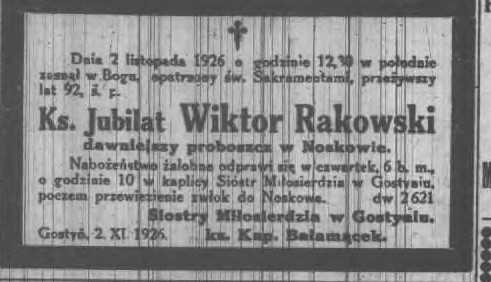 Dnia 2 listopada 1926 o godzinie 12,30 w południe
zasnął w Bogu, opatrzony św. Sakramentami, przeżywszy
lat 92, ś. p.
Ks. Jubilat Wiktor Rakowski
dawniejszy proboszcz w Noskowie.
Nabożeństwo żałobne odprawi się w czwartek, 6 b. m.,
o godzinie 10 w kaplicy Sióstr Miłosierdzia w Gostyniu,
poczem przewiezienie zwłok do Noskowa. dw 2621
Siostry Miłosierdzia w Gostyniu.
Gostyń, 2. XI. 1926. ks. Kap. Bałamącek.